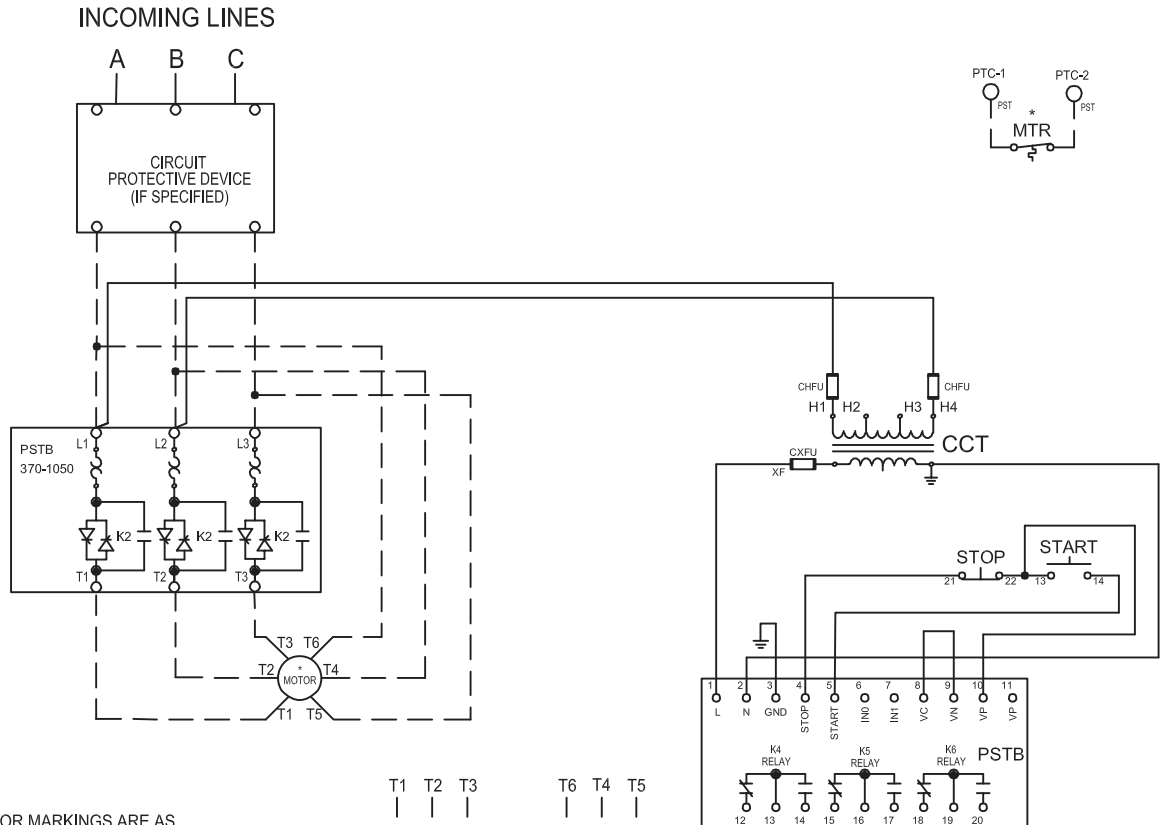 INCOMING LINES
A B C
PTC-1 PTC-2
PST PST
*
MTR
CIRCUIT
PROTECTIVE DEVICE
(IF SPECIFIED)
CHFU CHFU
H1 H2 H3 H4
CCT
CXFU
XF
PSTB
370-1050
L1 L2 L3
K2 K2 K2
T1 T2 T3
STOP START
21 22 13 14
T3 T6
T2 * T4
MOTOR
T1 T5
1 2 3 4 5 6 7 8 9 10 11
L N GND STOP START IN0 IN1 VC VN VP VP
PSTB
K4 K5 K6
RELAY RELAY RELAY
12 13 14 15 16 17 18 19 20
T1 T2 T3 T6 T4 T5
OR MARKINGS ARE AS